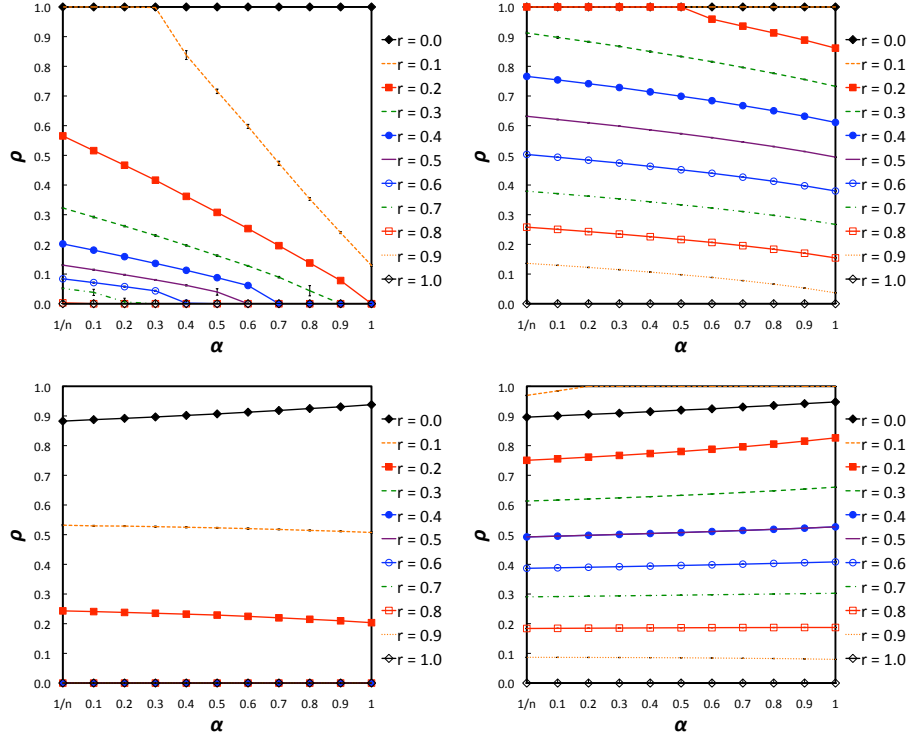 1.0
0.9
0.8
0.7
0.6
0.5
0.4
0.3
0.2
0.1
0.0
ρ
1/n 0.1 0.2 0.3 0.4 0.5 0.6 0.7 0.8 0.9 1
α
r = 0.0
r = 0.1
r = 0.2
r = 0.3
r = 0.4
r = 0.5
r = 0.6
r = 0.7
r = 0.8
r = 0.9
r = 1.0
1.0
0.9
0.8
0.7
0.6
0.5
0.4
0.3
0.2
0.1
0.0
ρ
1/n 0.1 0.2 0.3 0.4 0.5 0.6 0.7 0.8 0.9 1
α
r = 0.0
r = 0.1
r = 0.2
r = 0.3
r = 0.4
r = 0.5
r = 0.6
r = 0.7
r = 0.8
r = 0.9
r = 1.0
1.0
0.9
0.8
0.7
0.6
0.5
0.4
0.3
0.2
0.1
0.0
ρ
1/n 0.1 0.2 0.3 0.4 0.5 0.6 0.7 0.8 0.9 1
α
r = 0.0
r = 0.1
r = 0.2
r = 0.3
r = 0.4
r = 0.5
r = 0.6
r = 0.7
r = 0.8
r = 0.9
r = 1.0
1.0
0.9
0.8
0.7
0.6
0.5
0.4
0.3
0.2
0.1
0.0
ρ
1/n 0.1 0.2 0.3 0.4 0.5 0.6 0.7 0.8 0.9 1
α
r = 0.0
r = 0.1
r = 0.2
r = 0.3
r = 0.4
r = 0.5
r = 0.6
r = 0.7
r = 0.8
r = 0.9
r = 1.0